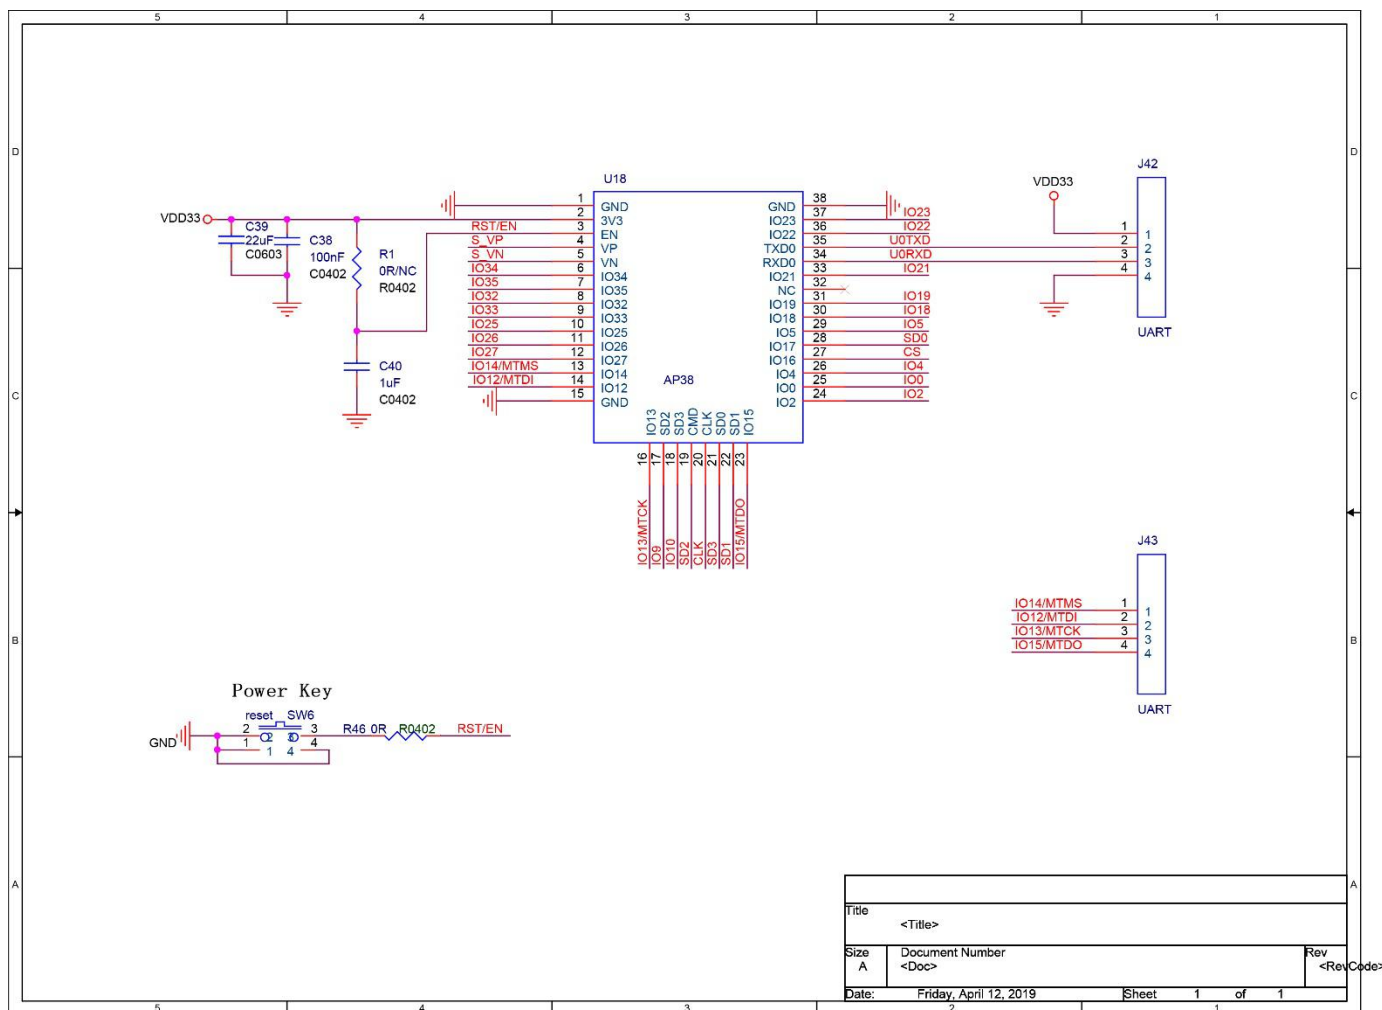 5 4 3 2 1
D D
C C
B B
A A
J42
VDD33
1 1
2 2
3 3
4 4
UART
U18
VDD33
C39
22uF
C0603
C38
100nF
C0402
R1
0R/NC
R0402
C40
1uF
C0402
1 GND
2 3V3
RST/EN 3 EN
S_VP 4 VP
S_VN 5 VN
IO34 6 IO34
IO35 7 IO35
IO32 8 IO32
IO33 9 IO33
IO25 10 IO25
IO26 11 IO26
IO27 12 IO27
IO14/MTMS 13 IO14
IO12/MTDI 14 IO12
15 GND
AP38
GND 38
IO23 37 IO23
IO22 36 IO22
TXD0 35 U0TXD
RXD0 34 U0RXD
IO21 33 IO21
NC 32
IO19 31 IO19
IO18 30 IO18
IO5 29 IO5
IO17 28 SD0
IO16 27 CS
IO4 26 IO4
IO0 25 IO0
IO2 24 IO2
IO13 SD2 SD3 CMD CLK SD0 SD1 IO15
16 17 18 19 20 21 22 23
IO13/MTCK IO9 IO10 SD2 CLK SD3 SD1 IO15/MTDO
J43
IO14/MTMS 1 1
IO12/MTDI 2 2
IO13/MTCK 3 3
IO15/MTDO 4 4
UART
Power Key
reset SW6
GND 2 2 3 3 R46 0R R0402 RST/EN
1 1 4 4
Title
<Title>
Size Document Number Rev
A <Doc> <RevCode>
Date: Friday, April 12, 2019 Sheet 1 of 1
5 4 3 2 1